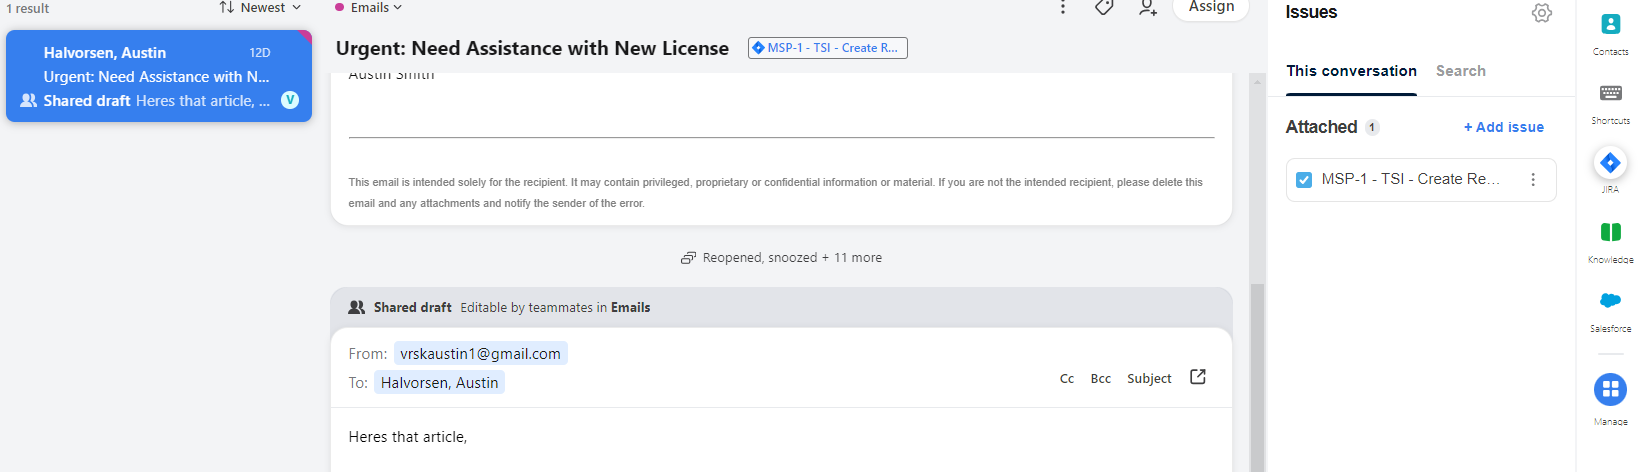 1 result
Newest
Halvorsen, Austin
12D
Urgent: Need Assistance with N...
Shared draft Heres that article, ...
V
Emails
Assign
Urgent: Need Assistance with New License
MSP-1 - TSI - Create R...
Austin Smith
This email is intended solely for the recipient. It may contain privileged, proprietary or confidential information or material. If you are not the intended recipient, please delete this
email and any attachments and notify the sender of the error.
Reopened, snoozed + 11 more
Shared draft Editable by teammates in Emails
From: vrskaustin1@gmail.com
To: Halvorsen, Austin
Cc Bcc Subject
Heres that article,
Issues
This conversation Search
Attached 1
+ Add issue
MSP-1 - TSI - Create Re...
Contacts
Shortcuts
JIRA
Knowledge
Salesforce
Manage